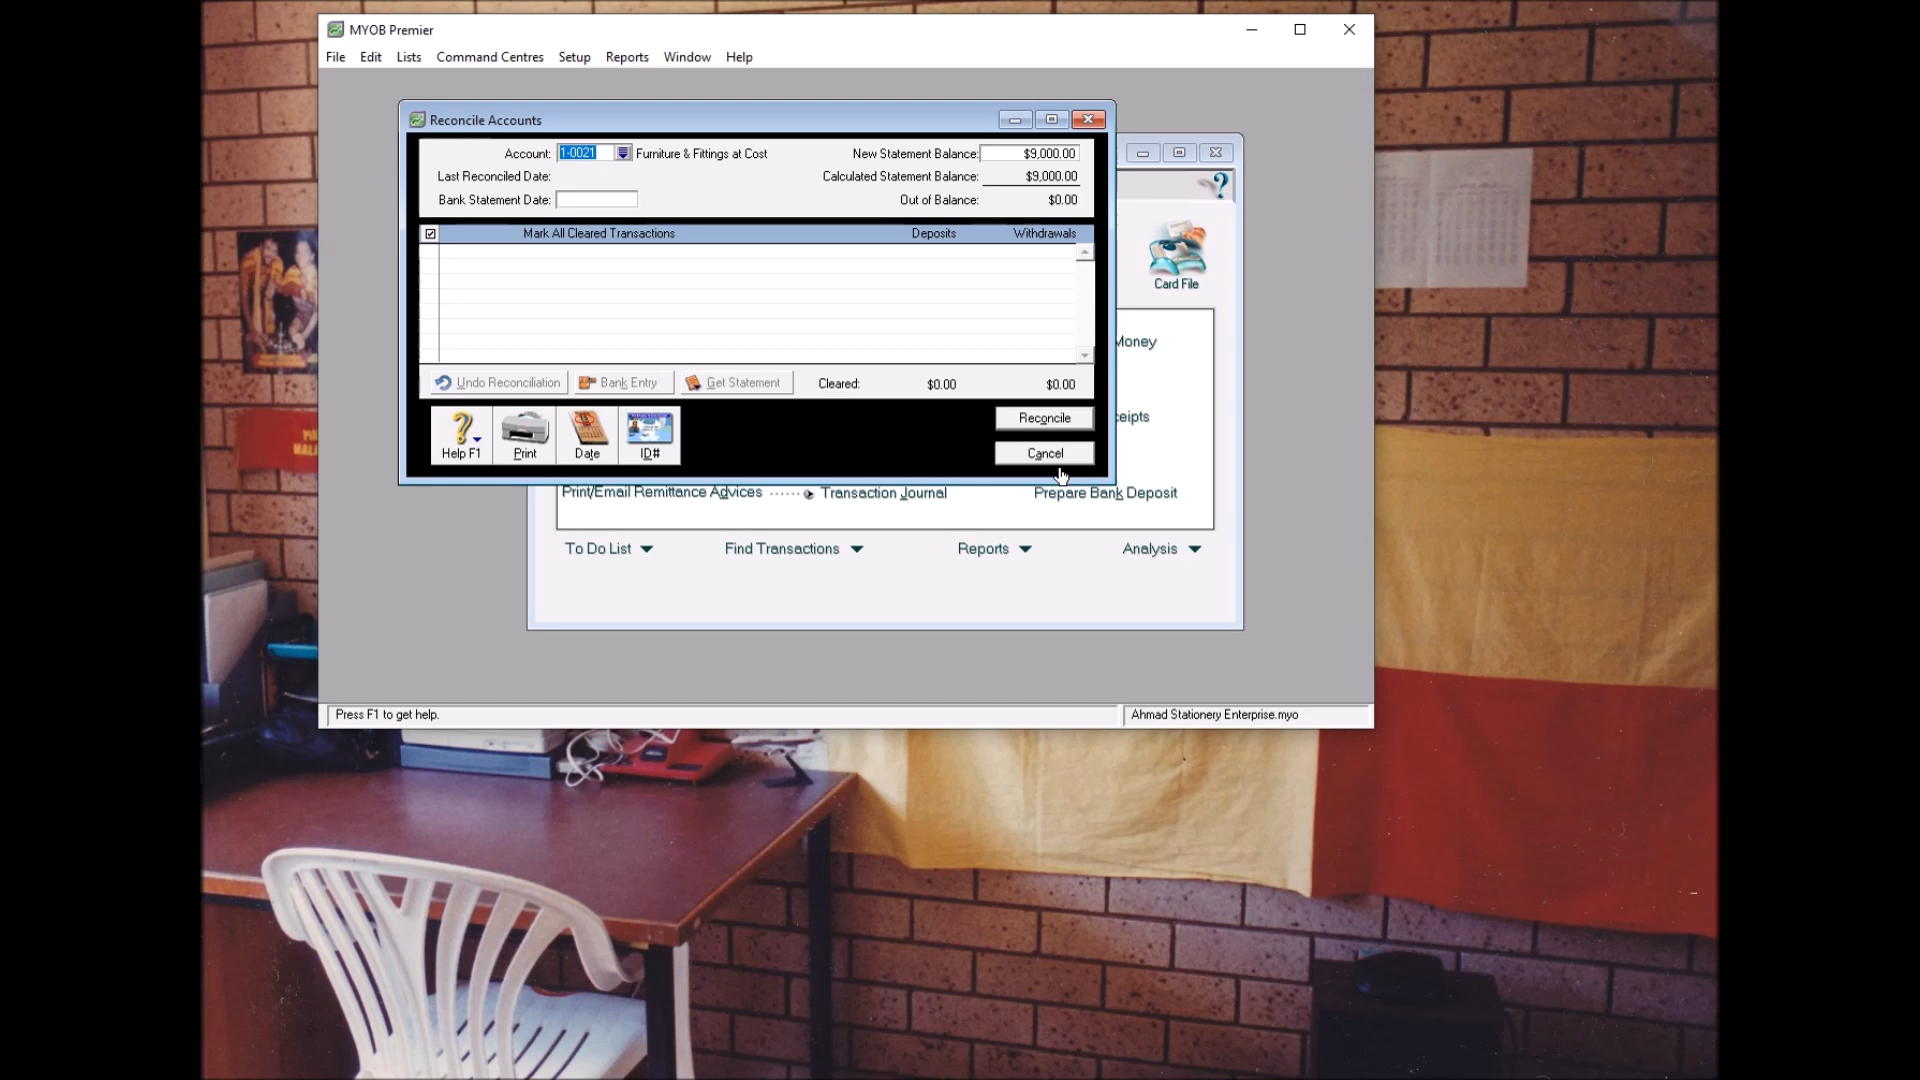 MYOB Premier
File Edit Lists Command Centres Setup Reports Window Help
Reconcile Accounts
Account: 1-0021 Furniture & Fittings at Cost
New Statement Balance: $9,000.00
Last Reconciled Date:
Calculated Statement Balance: $9,000.00
Bank Statement Date:
Out of Balance: $0.00
Mark All Cleared Transactions Deposits Withdrawals
Card File
Money
Undo Reconciliation Bank Entry Get Statement Cleared: $0.00 $0.00
Reconcile
ceipts
Help F1 Print Date ID#
Cancel
Print/Email Remittance Advices Transaction Journal Prepare Bank Deposit
To Do List Find Transactions Reports Analysis
Press F1 to get help.
Ahmad Stationery Enterprise.myo